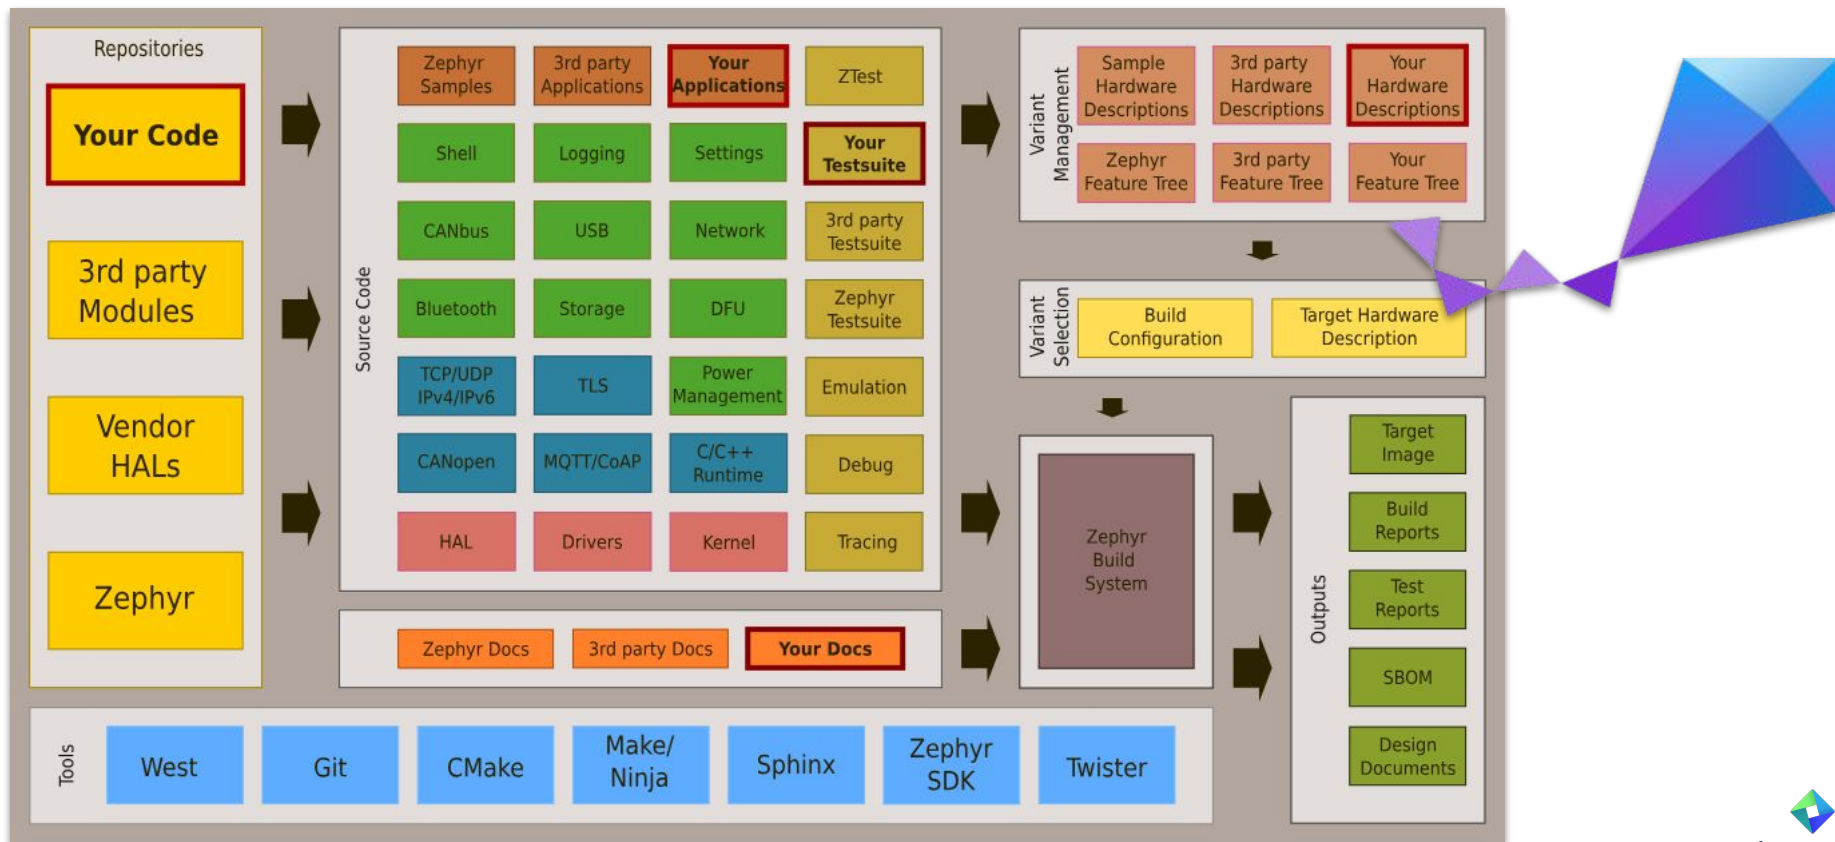 Repositories
Your Code
3rd party
Modules
Vendor
HALs
Zephyr
Source Code
Zephyr
Samples
3rd party
Applications
Your
Applications
ZTest
Shell
Logging
Settings
Your
Testsuite
CANbus
USB
Network
3rd party
Testsuite
Bluetooth
Storage
DFU
Zephyr
Testsuite
TCP/UDP
IPv4/IPv6
TLS
Power
Management
Emulation
CANopen
MQTT/CoAP
C/C++
Runtime
Debug
HAL
Drivers
Kernel
Tracing
Zephyr Docs
3rd party Docs
Your Docs
Variant
Management
Sample
Hardware
Descriptions
3rd party
Hardware
Descriptions
Your
Hardware
Descriptions
Zephyr
Feature Tree
3rd party
Feature Tree
Your
Feature Tree
Variant
Selection
Build
Configuration
Target Hardware
Description
Zephyr
Build
System
Outputs
Target
Image
Build
Reports
Test
Reports
SBOM
Design
Documents
Tools
West
Git
CMake
Make/
Ninja
Sphinx
Zephyr
SDK
Twister